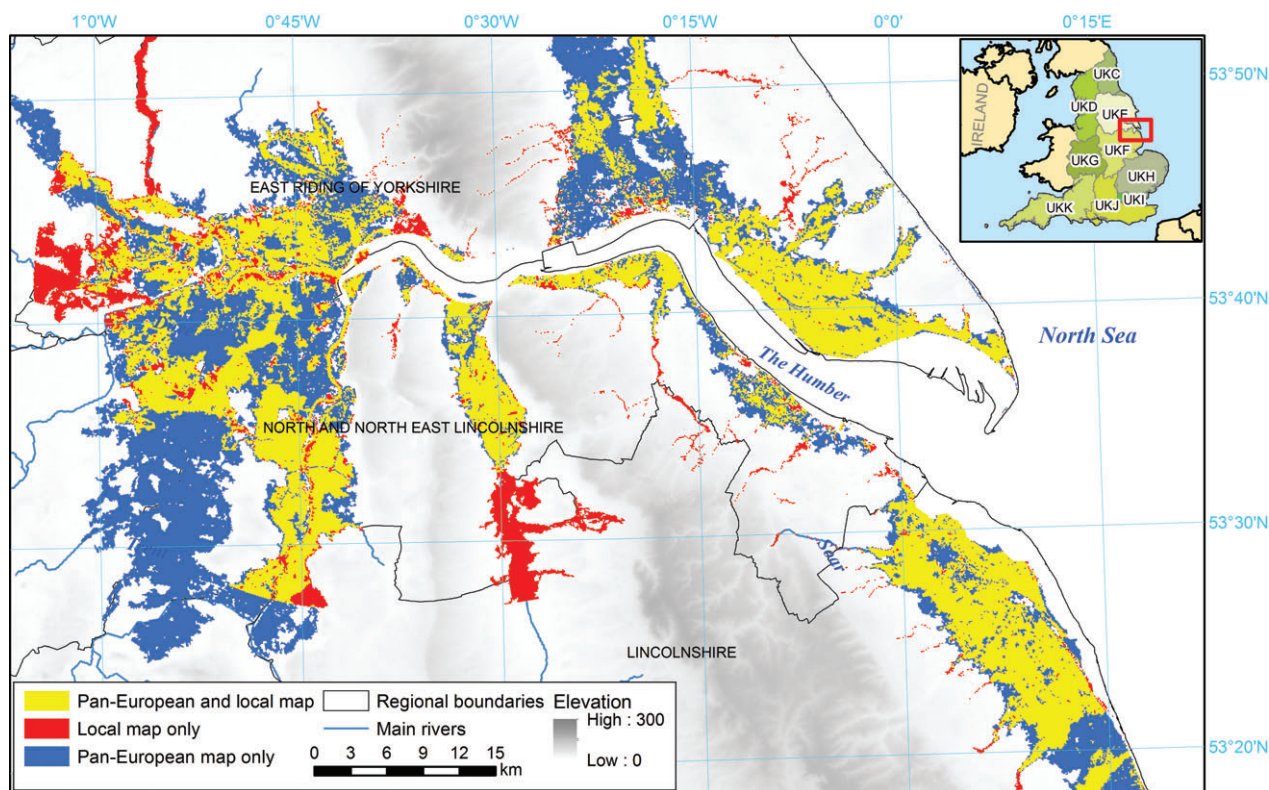 1°0'W 0°45'W 0°30'W 0°15'W 0°0'E 0°15'E
53°50'N
53°40'N
53°30'N
53°20'N
IRELAND
UKC
UKD
UKE
UKF
UKG
UKH
UKI
UKJ
UKK
EAST RIDING OF YORKSHIRE
North Sea
The Humber
NORTH AND NORTH EAST LINCOLNSHIRE
Soar
LINCOLNSHIRE
Pan-European and local map
Local map only
Pan-European map only
Regional boundaries
Main rivers
0 3 6 9 12 15
km
Elevation
High : 300
Low : 0